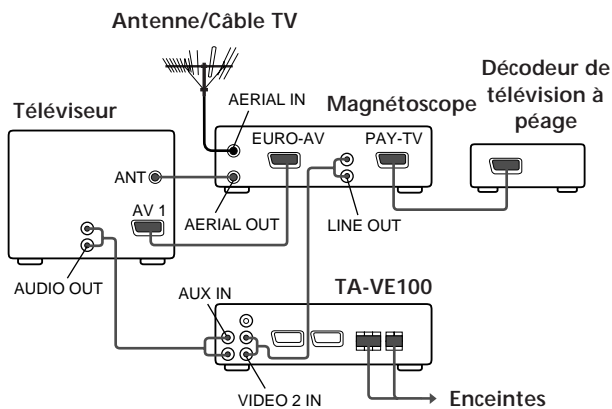 Antenne/Câble TV
Décodeur de
télévision à
péage
Téléviseur
AERIAL IN
Magnétoscope
EURO-AV
PAY-TV
ANT
AV 1
AERIAL OUT
LINE OUT
AUDIO OUT
AUX IN
TA-VE100
VIDEO 2 IN
Enceintes